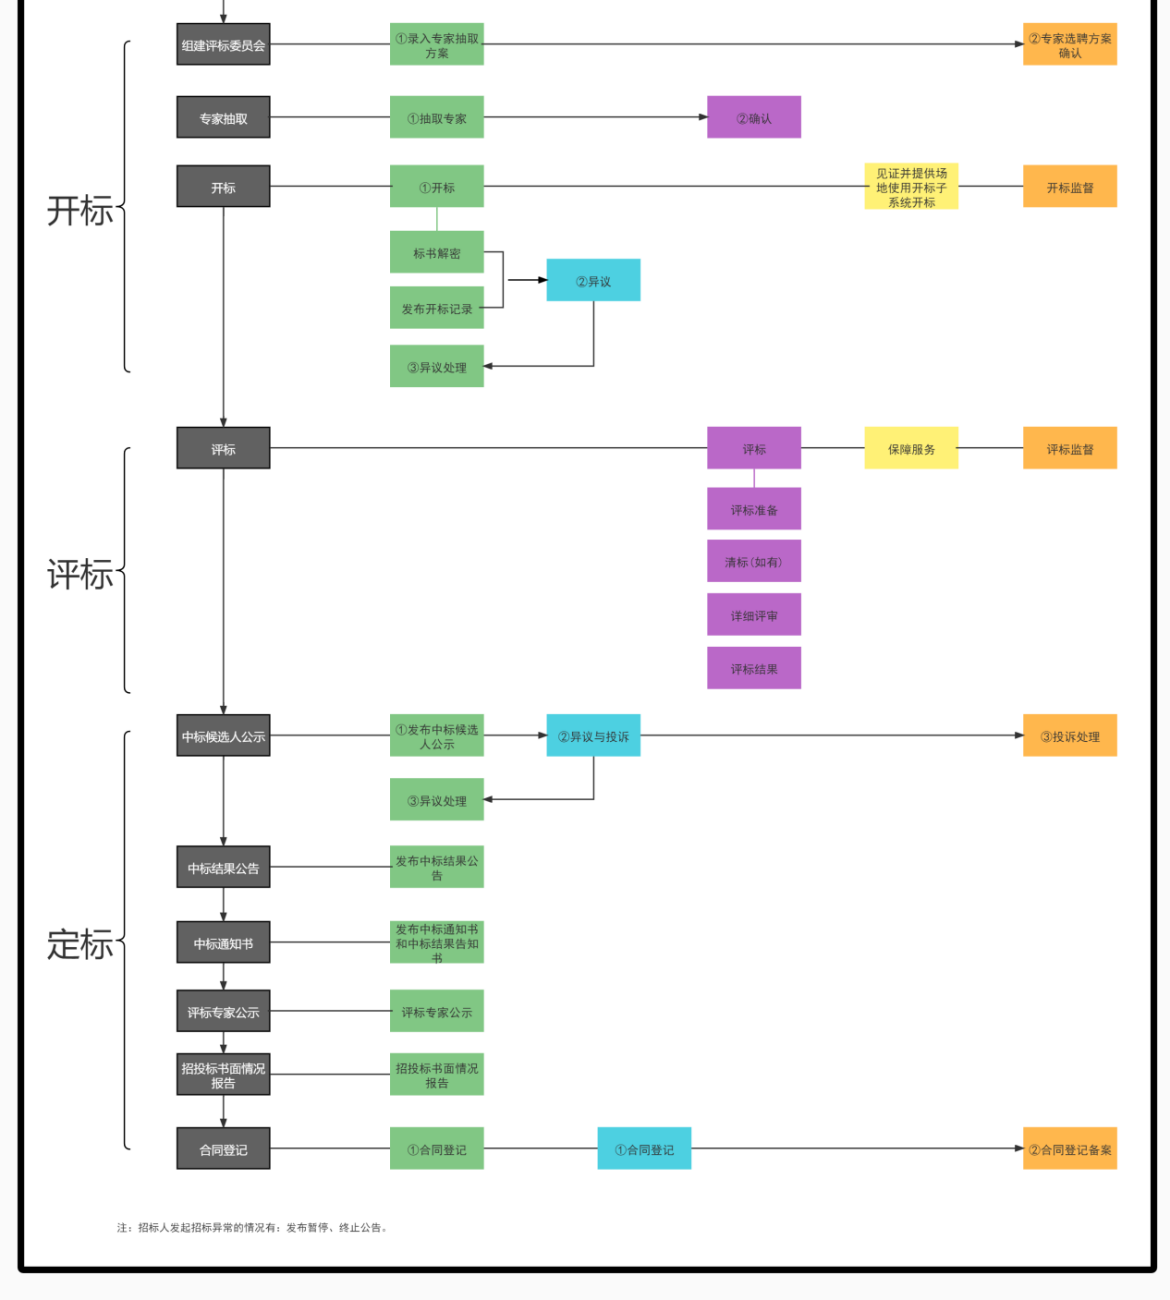 组建评标委员会
①录入专家抽取
方案
②专家选聘方案
确认
专家抽取
①抽取专家
②确认
开标
开标
①开标
见证并提供场
地使用开标子
系统开标
开标监督
标书解密
②异议
发布开标记录
③异议处理
评标
评标
评标
保障服务
评标监督
评标准备
清标(如有)
详细评审
评标结果
定标
中标候选人公示
①发布中标候选
人公示
②异议与投诉
③投诉处理
③异议处理
中标结果公告
发布中标结果公
告
中标通知书
发布中标通知书
和中标结果告知
书
评标专家公示
评标专家公示
招投标书面情况
报告
招投标书面情况
报告
合同登记
①合同登记
①合同登记
②合同登记备案
注：招标人发起招标异常的情况有：发布暂停、终止公告。